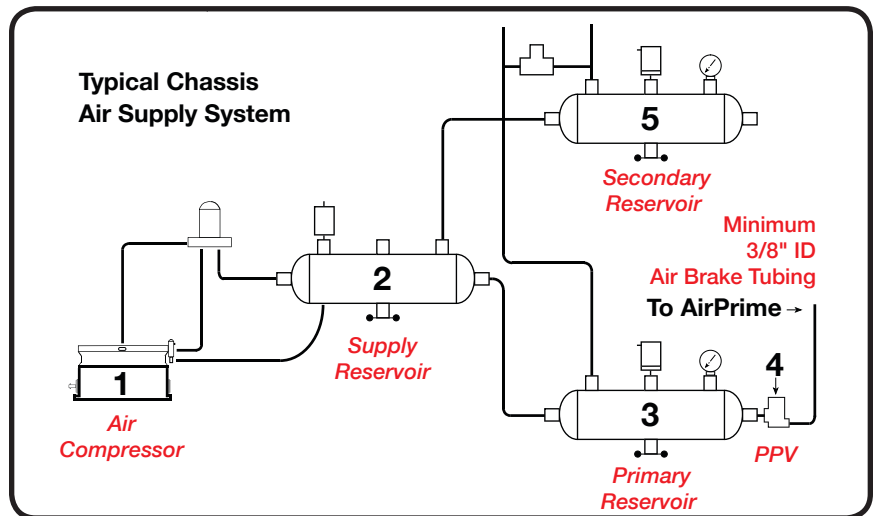 Typical Chassis
Air Supply System
5
Secondary
Reservoir
Minimum
3/8" ID
Air Brake Tubing
To AirPrime →
2
Supply
Reservoir
1
Air
Compressor
4
3
PPV
Primary
Reservoir